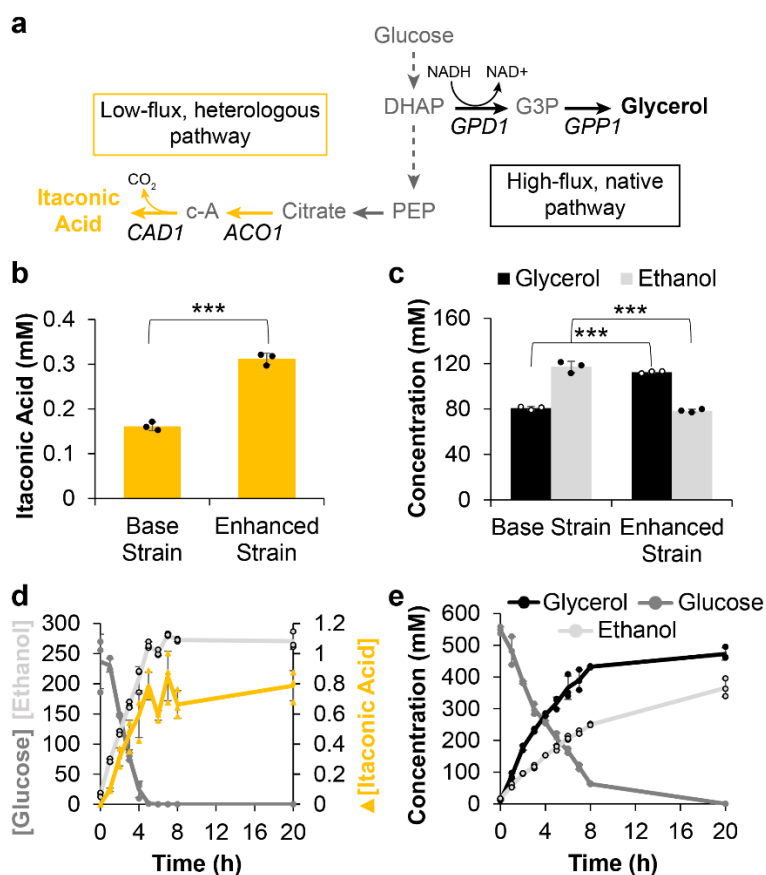 a
Glucose
NADH NAD+
DHAP G3P Glycerol
GPD1 GPP1
Low-flux, heterologous
pathway
High-flux, native
pathway
CO2
Itaconic
Acid
c-A Citrate PEP
CAD1 ACO1
b
Itaconic Acid (mM)
0.4
0.3
0.2
0.1
0
***
Base
Strain
Enhanced
Strain
c
Glycerol Ethanol
Concentration (mM)
160
120
80
40
0
***
***
Base Strain
Enhanced
Strain
d
[Glucose] [Ethanol]
300
250
200
150
100
50
0
1.2
1
0.8
0.6
0.4
0.2
0
▲[Itaconic Acid]
0 4 8 12 16 20
Time (h)
e
Glycerol Glucose
Ethanol
Concentration (mM)
600
500
400
300
200
100
0
0 4 8 12 16 20
Time (h)